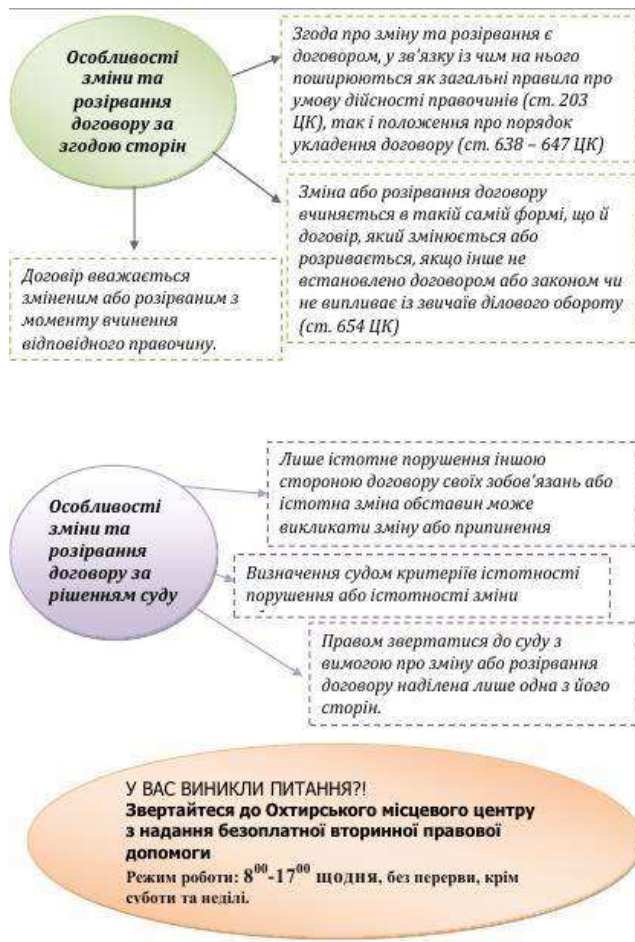 Особливості
зміни та
розірвання
договору за
згодою сторін
Згода про зміну та розірвання є
договором, у зв'язку із чим на нього
поширюються як загальні правила про
умову дійсності правочинів (ст. 203
ЦК), так і положення про порядок
укладення договору (ст. 638 – 647 ЦК)
Зміна або розірвання договору
вчиняється в такій самій формі, що й
договір, який змінюється або
розривається, якщо інше не
встановлено договором або законом чи
не випливає із звичаїв ділового обороту
(ст. 654 ЦК)
Договір вважається
зміненим або розірваним з
моменту вчинення
відповідного правочину.
Особливості
зміни та
розірвання
договору за
рішенням суду
Лише істотне порушення іншою
стороною договору своїх зобов'язань або
істотна зміна обставин може
викликати зміну або припинення
Визначення судом критеріїв істотності
порушення або істотності зміни
Правом звертатися до суду з
вимогою про зміну або розірвання
договору наділена лише одна з його
сторін.
У ВАС ВИНИКЛИ ПИТАННЯ?!
Звертайтеся до Охтирського місцевого центру
з надання безоплатної вторинної правової
допомоги
Режим роботи: 8⁰⁰-17⁰⁰ щодня, без перерви, крім
суботи та неділі.